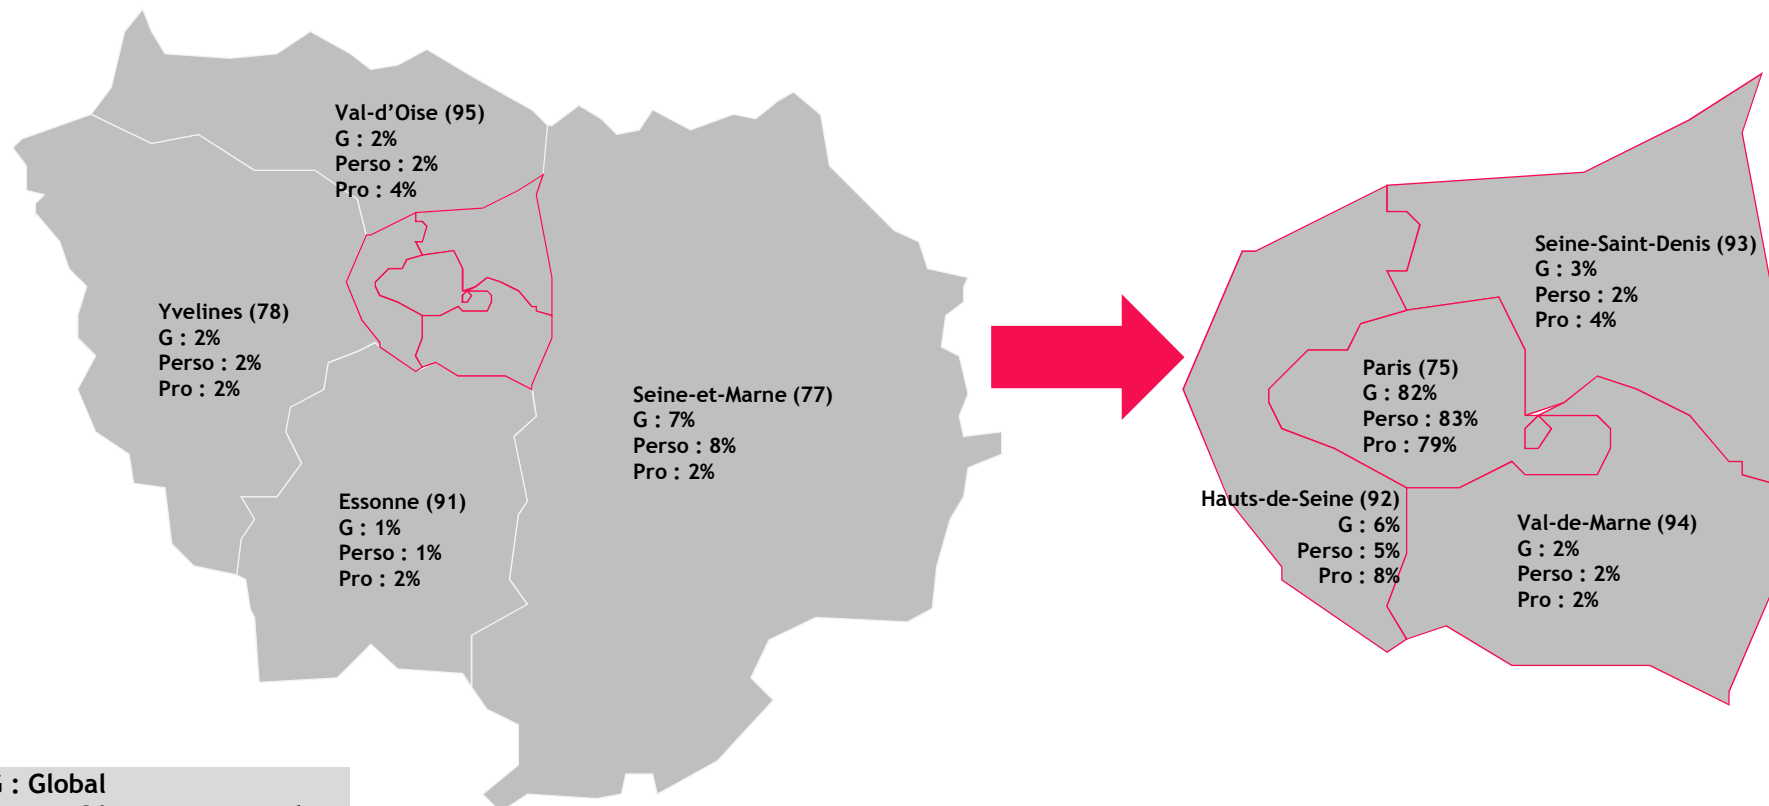 Val-d’Oise (95)
G : 2%
Perso : 2%
Pro : 4%
Yvelines (78)
G : 2%
Perso : 2%
Pro : 2%
Seine-et-Marne (77)
G : 7%
Perso : 8%
Pro : 2%
Essonne (91)
G : 1%
Perso : 1%
Pro : 2%
Seine-Saint-Denis (93)
G : 3%
Perso : 2%
Pro : 4%
Paris (75)
G : 82%
Perso : 83%
Pro : 79%
Hauts-de-Seine (92)
G : 6%
Perso : 5%
Pro : 8%
Val-de-Marne (94)
G : 2%
Perso : 2%
Pro : 2%
G : Global